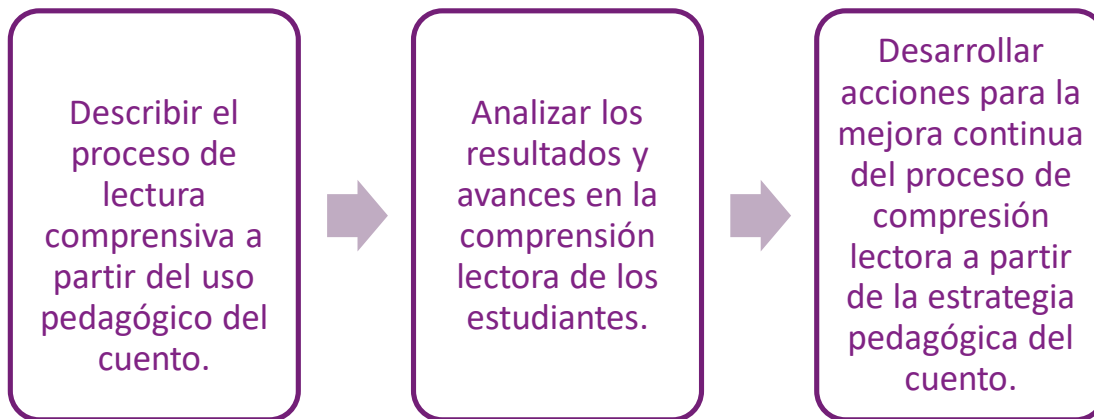 Describir el
proceso de
lectura
comprensiva a
partir del uso
pedagógico del
cuento.
Analizar los
resultados y
avances en la
comprensión
lectora de los
estudiantes.
Desarrollar
acciones para la
mejora continua
del proceso de
compresión
lectora a partir
de la estrategia
pedagógica del
cuento.